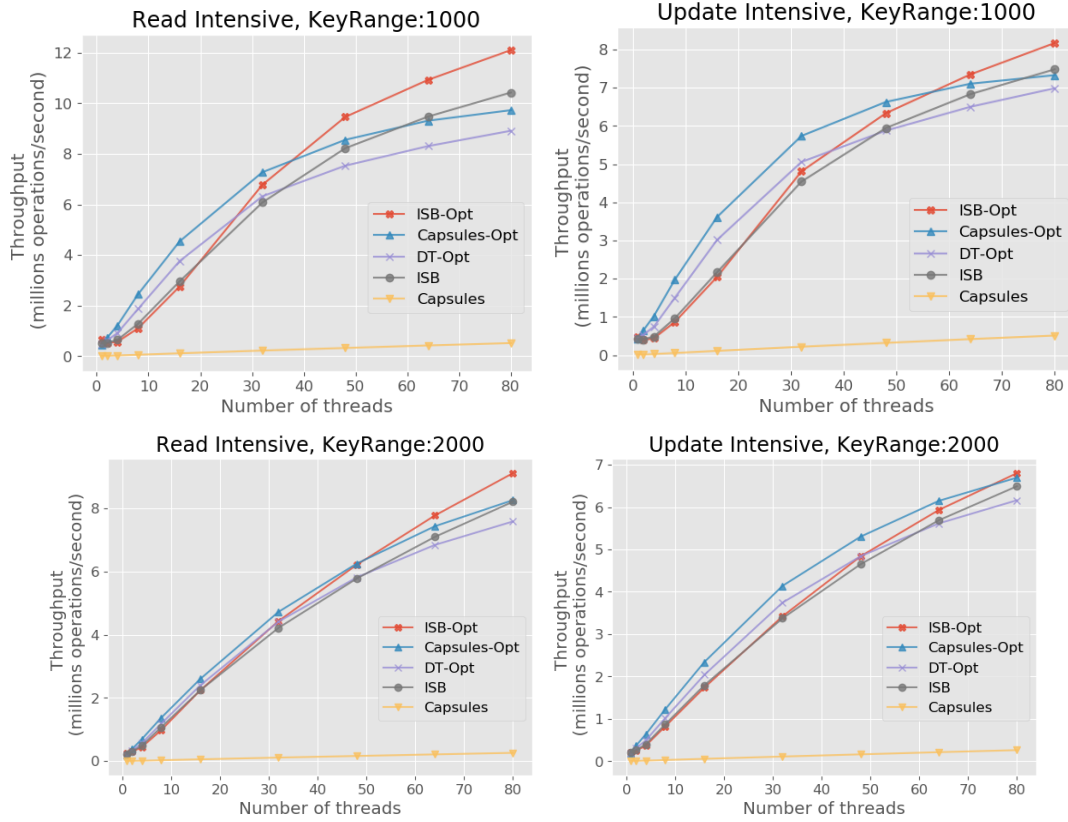 Read Intensive, KeyRange:1000
Throughput
(millions operations/second)
12
10
8
6
4
2
0
ISB-Opt
Capsules-Opt
DT-Opt
ISB
Capsules
0 10 20 30 40 50 60 70 80
Number of threads
Update Intensive, KeyRange:1000
Throughput
(millions operations/second)
8
7
6
5
4
3
2
1
0
ISB-Opt
Capsules-Opt
DT-Opt
ISB
Capsules
0 10 20 30 40 50 60 70 80
Number of threads
Read Intensive, KeyRange:2000
Throughput
(millions operations/second)
8
6
4
2
0
ISB-Opt
Capsules-Opt
DT-Opt
ISB
Capsules
0 10 20 30 40 50 60 70 80
Number of threads
Update Intensive, KeyRange:2000
Throughput
(millions operations/second)
7
6
5
4
3
2
1
0
ISB-Opt
Capsules-Opt
DT-Opt
ISB
Capsules
0 10 20 30 40 50 60 70 80
Number of threads